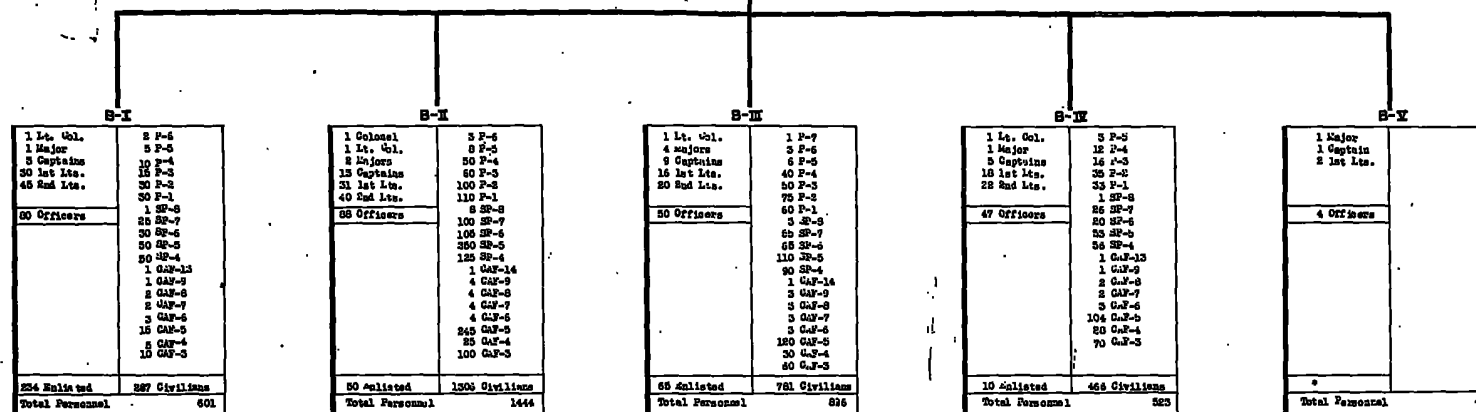 B-I
1 Lt. Col.
1 Major
3 Captains
30 1st Lts.
45 2nd Lts.
80 Officers
2 P-6
5 P-5
10 P-4
15 P-3
30 P-2
30 P-1
1 SP-8
25 SP-7
30 SP-6
50 SP-5
50 SP-4
1 CAF-13
1 CAF-9
2 CAF-8
2 CAF-7
3 CAF-6
15 CAF-5
5 CAF-4
10 CAF-3
234 Enlisted
287 Civilians
Total Personnel 601
B-II
1 Colonel
1 Lt. Col.
2 Majors
13 Captains
31 1st Lts.
40 2nd Lts.
88 Officers
3 P-6
8 P-5
50 P-4
60 P-3
100 P-2
110 P-1
8 SP-8
100 SP-7
105 SP-6
250 SP-5
125 SP-4
1 CAF-14
4 CAF-9
4 CAF-8
4 CAF-7
4 CAF-6
245 CAF-5
25 CAF-4
100 CAF-3
50 Enlisted
1306 Civilians
Total Personnel 1444
B-III
1 Lt. Col.
4 Majors
9 Captains
16 1st Lts.
20 2nd Lts.
50 Officers
1 P-7
3 P-6
6 P-5
40 P-4
50 P-3
75 P-2
60 P-1
3 SP-8
55 SP-7
65 SP-6
110 SP-5
90 SP-4
1 CAF-14
3 CAF-9
3 CAF-8
3 CAF-7
3 CAF-6
120 CAF-5
30 CAF-4
60 CAF-3
65 Enlisted
781 Civilians
Total Personnel 896
B-IV
1 Lt. Col.
1 Major
5 Captains
18 1st Lts.
22 2nd Lts.
47 Officers
3 P-5
12 P-4
16 P-3
35 P-2
33 P-1
1 SP-8
26 SP-7
20 SP-6
53 SP-5
56 SP-4
1 CAF-13
1 CAF-9
2 CAF-8
2 CAF-7
3 CAF-6
104 CAF-5
28 CAF-4
70 CAF-3
10 Enlisted
466 Civilians
Total Personnel 523
B-V
1 Major
1 Captain
2 1st Lts.
4 Officers
Total Personnel